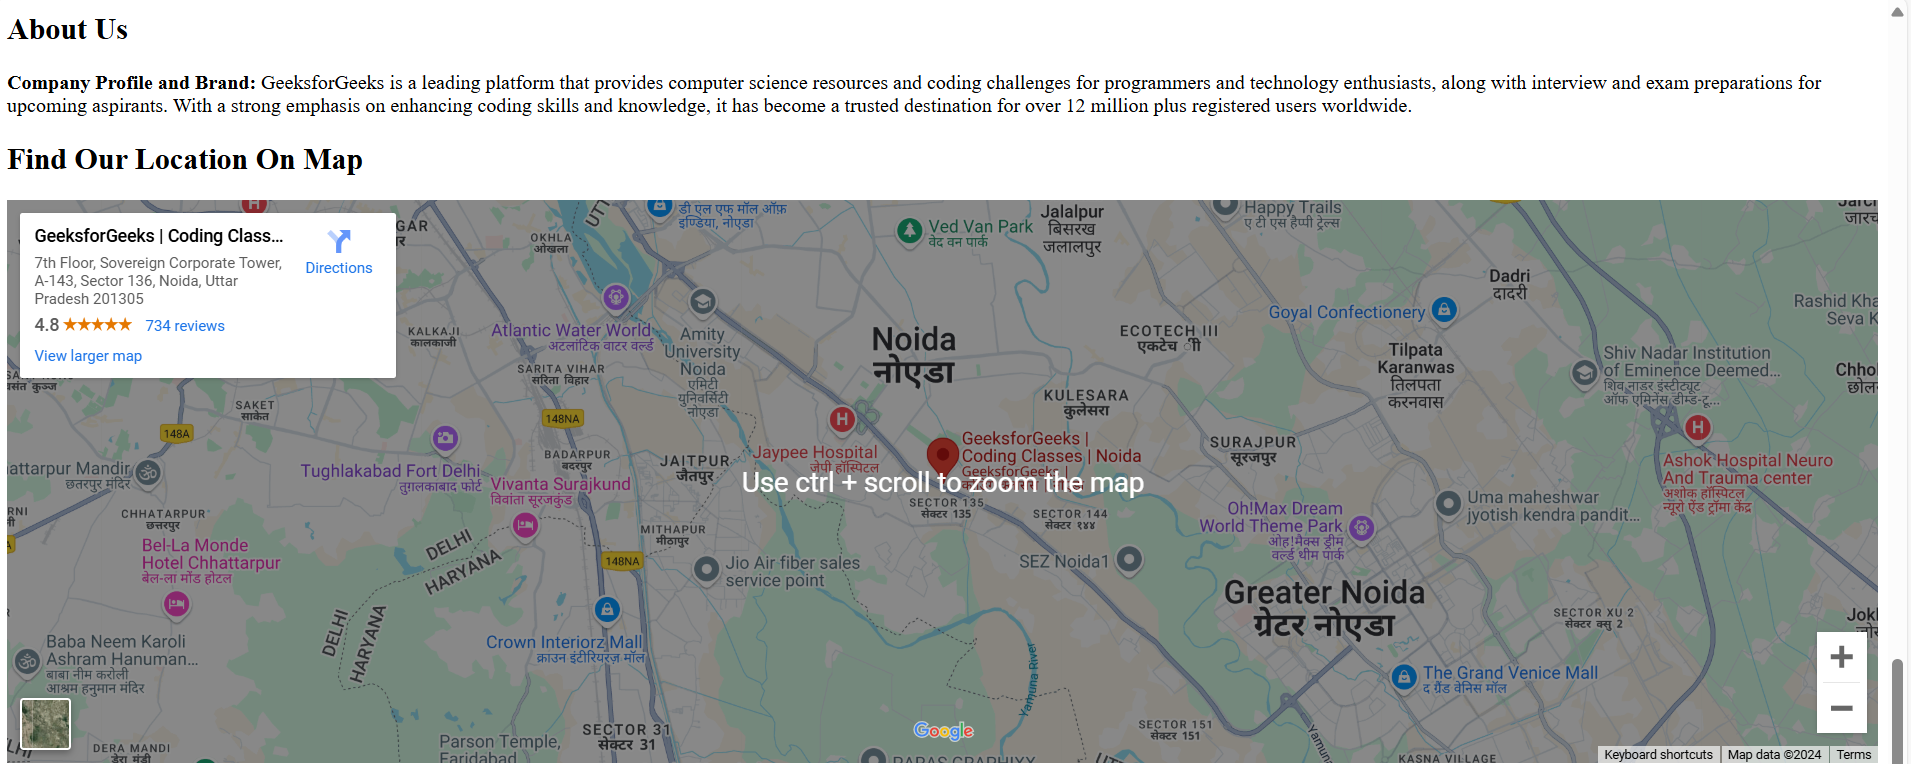 About Us
Company Profile and Brand: GeeksforGeeks is a leading platform that provides computer science resources and coding challenges for programmers and technology enthusiasts, along with interview and exam preparations for
upcoming aspirants. With a strong emphasis on enhancing coding skills and knowledge, it has become a trusted destination for over 12 million plus registered users worldwide.
Find Our Location On Map
GeeksforGeeks | Coding Class...
7th Floor, Sovereign Corporate Tower,
A-143, Sector 136, Noida, Uttar
Pradesh 201305
4.8
734 reviews
View larger map
Directions
डी एल एफ मॉल ऑफ़
इण्डिया, नोएडा
OKHLA
ओखला
Ved Van Park
वेद वन पार्क
Jalalpur
बिसरख
जलालपुर
Happy Trails
ए टी एस हैप्पी ट्रेल्स
Dadri
दादरी
Goyal Confectionery
KALKAJI
कालकाजी
Atlantic Water World
अटलांटिक वाटर वर्ल्ड
Amity
University
Noida
एमिटी
युनिवर्सिटी
नोएडा
Noida
नोएडा
ECOTECH III
एकटेच
Tilpata
Karanwas
तिलपता
करनवास
Shiv Nadar Institution
of Eminence Deemed...
शिव नाडर इंस्टीट्यूट
ऑफ एमिनेंस डीम्ड-टू...
SARITA VIHAR
सरिता विहार
SAKET
साकेत
KULESARA
कुलेसरा
148NA
148A
H
H
Jaypee Hospital
जेपी हॉस्पिटल
GeeksforGeeks |
Coding Classes | Noida
GeeksforGeeks |
SURAJPUR
सूरजपुर
Ashok Hospital Neuro
And Trauma center
अशोक हॉस्पिटल
न्यूरो ऐंड ट्रॉमा केंद्र
attarpur Mandir
छतरपुर मंदिर
Tughlakabad Fort Delhi
तुग़लकाबाद फोर्ट
BADARPUR
बदरपुर
JAITPUR
जैतपुर
Vivanta Surajkund
विवांता सूरजकुंड
Use ctrl + scroll to zoom the map
SECTOR 135
सेक्टर 135
SECTOR 144
सेक्टर १४४
Oh!Max Dream
World Theme Park
ओह!मैक्स ड्रीम
वर्ल्ड थीम पार्क
Uma maheshwar
jyotish kendra pandit...
CHHATARPUR
छत्तरपुर
MITHAPUR
मीठापुर
DELHI
HARYANA
Bel-La Monde
Hotel Chhattarpur
बेल-ला मोंड होटल
148NA
Jio Air fiber sales
service point
SEZ Noida1
Greater Noida
ग्रेटर नोएडा
SECTOR XU 2
सेक्टर क्सु 2
DELHI
HARYANA
Crown Interiorz Mall
क्राउन इंटीरियरज़ मॉल
Baba Neem Karoli
Ashram Hanuman...
बाबा नीम करोली
आश्रम हनुमान मंदिर
Yamuna River
The Grand Venice Mall
द ग्रैंड वेनिस मॉल
SECTOR 31
सेक्टर 31
Google
SECTOR 151
सेक्टर 151
DERA MANDI
डेरा मंडी
Parson Temple,
Faridabad
KASNA VILLAGE
Keyboard shortcuts
Map data ©2024
Terms